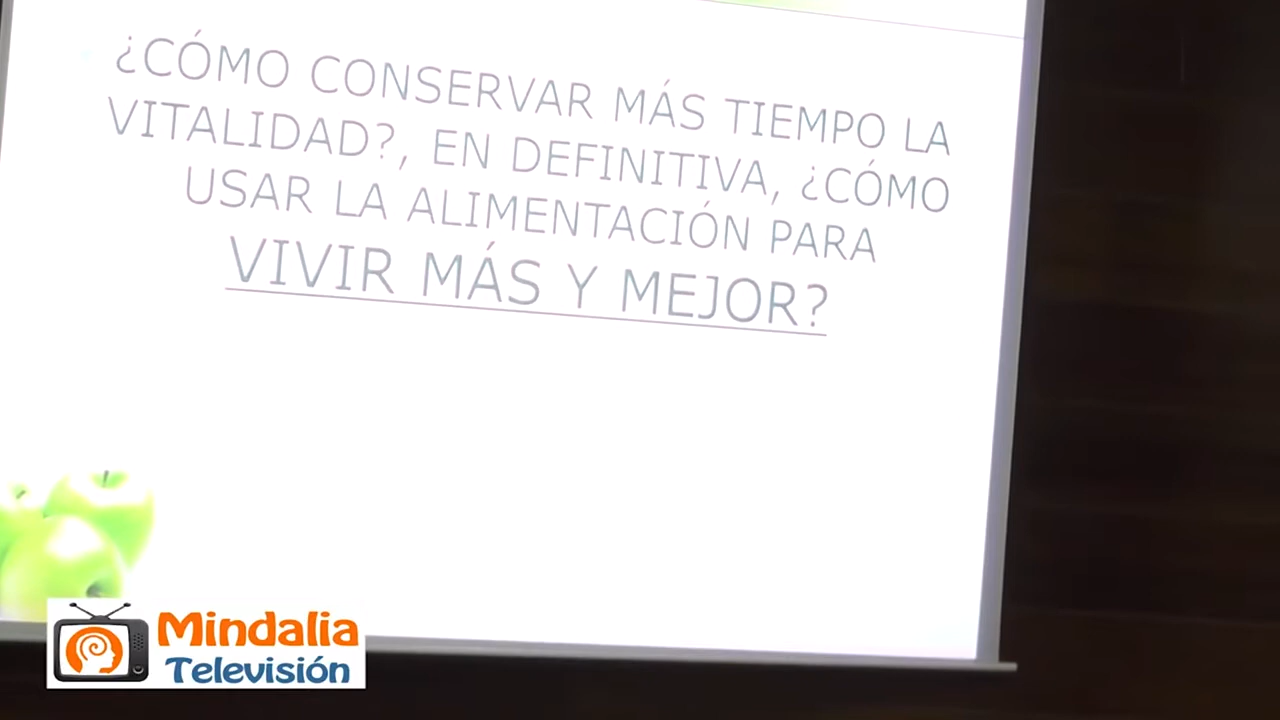 ¿CÓMO CONSERVAR MÁS TIEMPO LA
VITALIDAD?, EN DEFINITIVA, ¿CÓMO
USAR LA ALIMENTACIÓN PARA
VIVIR MÁS Y MEJOR?
Mindalia
Televisión